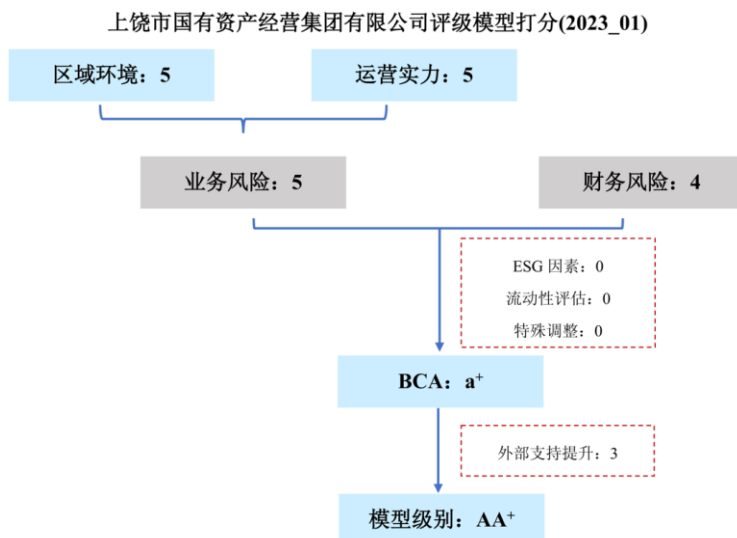 上饶市国有资产经营集团有限公司评级模型打分(2023_01)
区域环境：5
运营实力：5
业务风险：5
财务风险：4
ESG 因素：0
流动性评估：0
特殊调整：0
BCA：a⁺
外部支持提升：3
模型级别：AA⁺